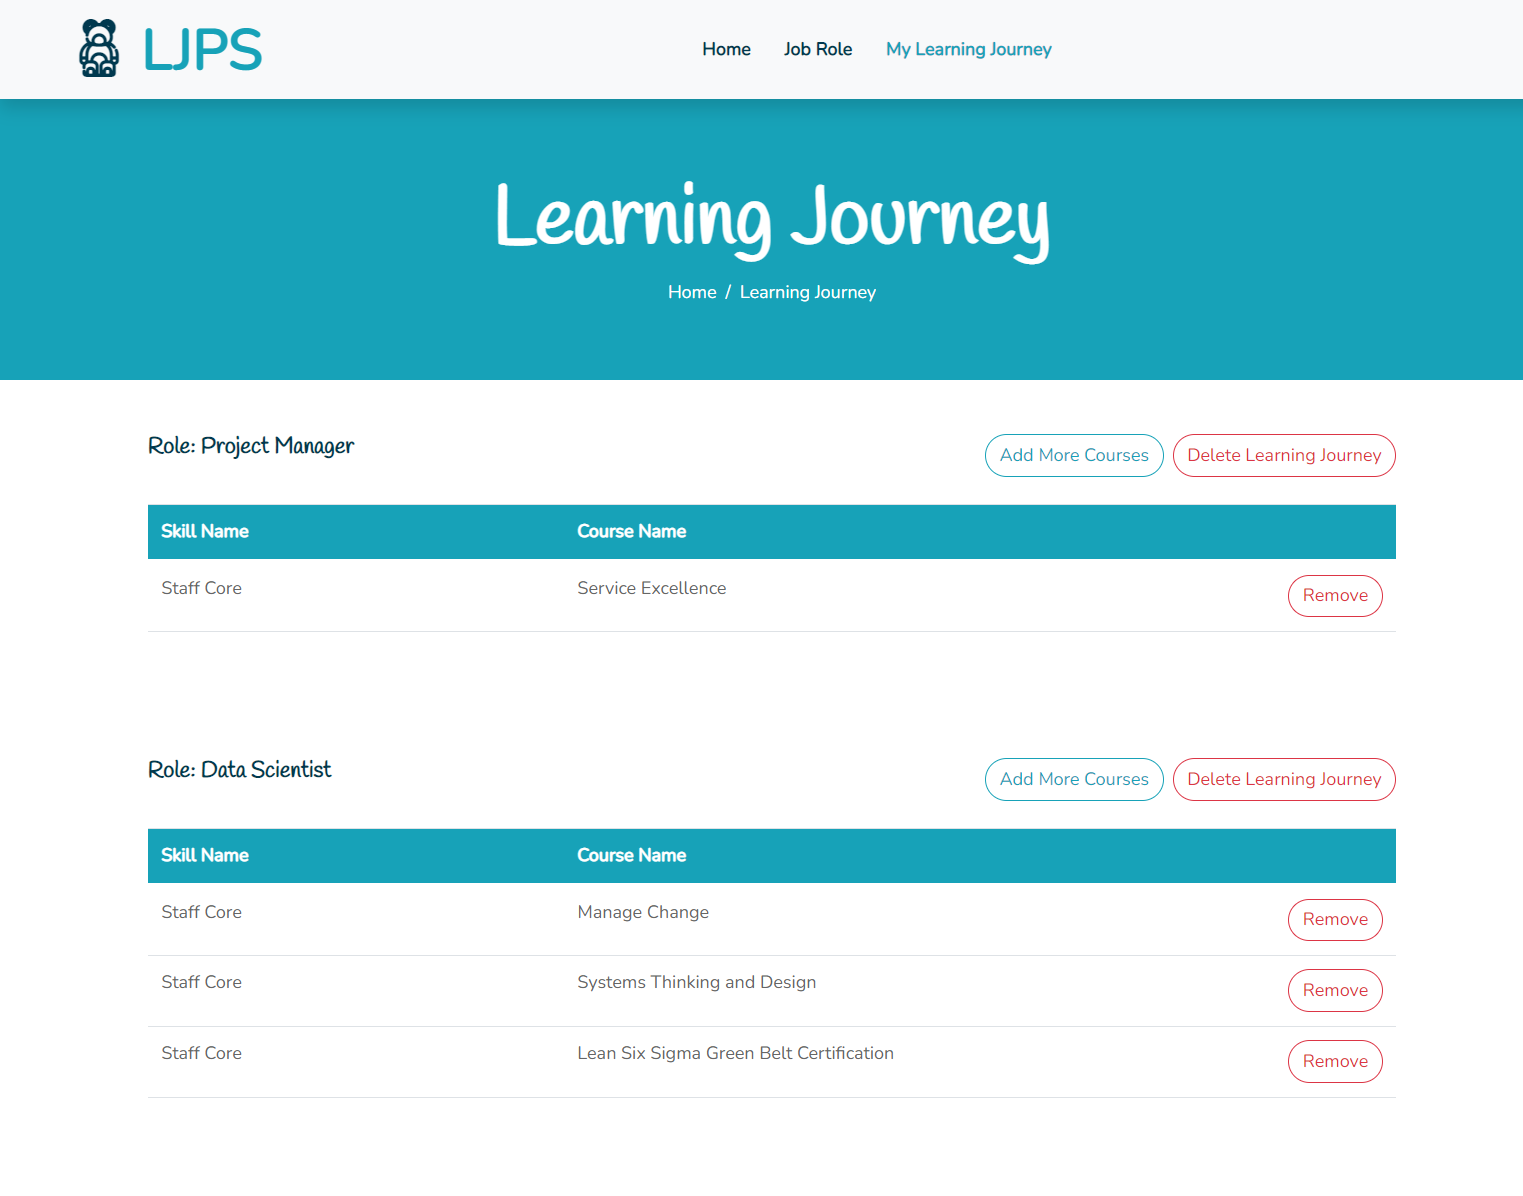 LJPS
Home Job Role My Learning Journey
Learning Journey
Home / Learning Journey
Role: Project Manager
Add More Courses Delete Learning Journey
Skill Name Course Name
Staff Core Service Excellence Remove
Role: Data Scientist
Add More Courses Delete Learning Journey
Skill Name Course Name
Staff Core Manage Change Remove
Staff Core Systems Thinking and Design Remove
Staff Core Lean Six Sigma Green Belt Certification Remove